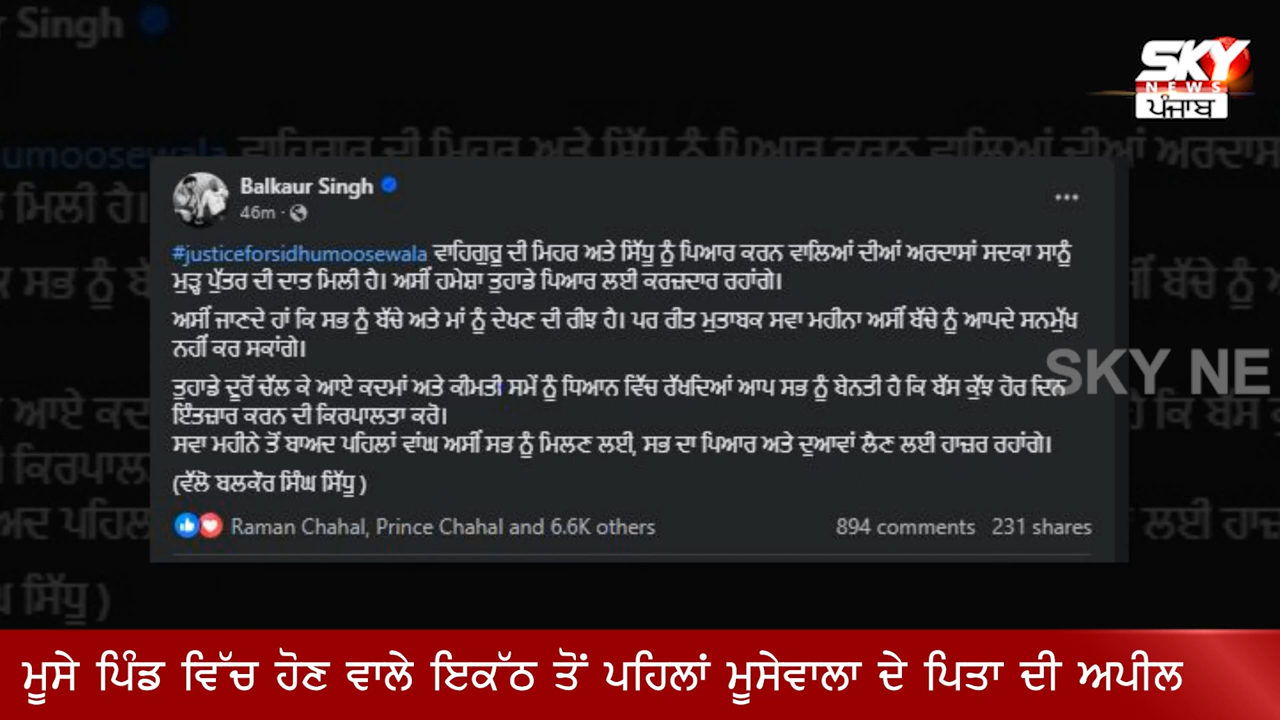 r Singh
SKY
NEWS
ਪੰਜਾਬ
Balkaur Singh
46m ·
#justiceforsidhumoosewala ਵਾਹਿਗੁਰੂ ਦੀ ਮਿਹਰ ਅਤੇ ਸਿੱਧੂ ਨੂੰ ਪਿਆਰ ਕਰਨ ਵਾਲਿਆਂ ਦੀਆਂ ਅਰਦਾਸਾਂ ਸਦਕਾ ਸਾਨੂੰ
ਮੁੜ੍ਹ ਪੁੱਤਰ ਦੀ ਦਾਤ ਮਿਲੀ ਹੈ। ਅਸੀਂ ਹਮੇਸ਼ਾ ਤੁਹਾਡੇ ਪਿਆਰ ਲਈ ਕਰਜ਼ਦਾਰ ਰਹਾਂਗੇ।
ਅਸੀਂ ਜਾਣਦੇ ਹਾਂ ਕਿ ਸਭ ਨੂੰ ਬੱਚੇ ਅਤੇ ਮਾਂ ਨੂੰ ਦੇਖਣ ਦੀ ਰੀਝ ਹੈ। ਪਰ ਰੀਤ ਮੁਤਾਬਕ ਸਵਾ ਮਹੀਨਾ ਅਸੀਂ ਬੱਚੇ ਨੂੰ ਆਪਦੇ ਸਨਮੁੱਖ
ਨਹੀਂ ਕਰ ਸਕਾਂਗੇ।
ਤੁਹਾਡੇ ਦੂਰੋਂ ਚੱਲ ਕੇ ਆਏ ਕਦਮਾਂ ਅਤੇ ਕੀਮਤੀ ਸਮੇਂ ਨੂੰ ਧਿਆਨ ਵਿੱਚ ਰੱਖਦਿਆਂ ਆਪ ਸਭ ਨੂੰ ਬੇਨਤੀ ਹੈ ਕਿ ਬੱਸ ਕੁੱਝ ਹੋਰ ਦਿਨ
ਇੰਤਜ਼ਾਰ ਕਰਨ ਦੀ ਕਿਰਪਾਲਤਾ ਕਰੋ।
ਸਵਾ ਮਹੀਨੇ ਤੋਂ ਬਾਅਦ ਪਹਿਲਾਂ ਵਾਂਘ ਅਸੀਂ ਸਭ ਨੂੰ ਮਿਲਣ ਲਈ, ਸਭ ਦਾ ਪਿਆਰ ਅਤੇ ਦੁਆਵਾਂ ਲੈਣ ਲਈ ਹਾਜ਼ਰ ਰਹਾਂਗੇ।
(ਵੱਲੋ ਬਲਕੌਰ ਸਿੰਘ ਸਿੱਧੂ )
Raman Chahal, Prince Chahal and 6.6K others 894 comments 231 shares
SKY NE
ਮੂਸੇ ਪਿੰਡ ਵਿੱਚ ਹੋਣ ਵਾਲੇ ਇਕੱਠ ਤੋਂ ਪਹਿਲਾਂ ਮੂਸੇਵਾਲਾ ਦੇ ਪਿਤਾ ਦੀ ਅਪੀਲ